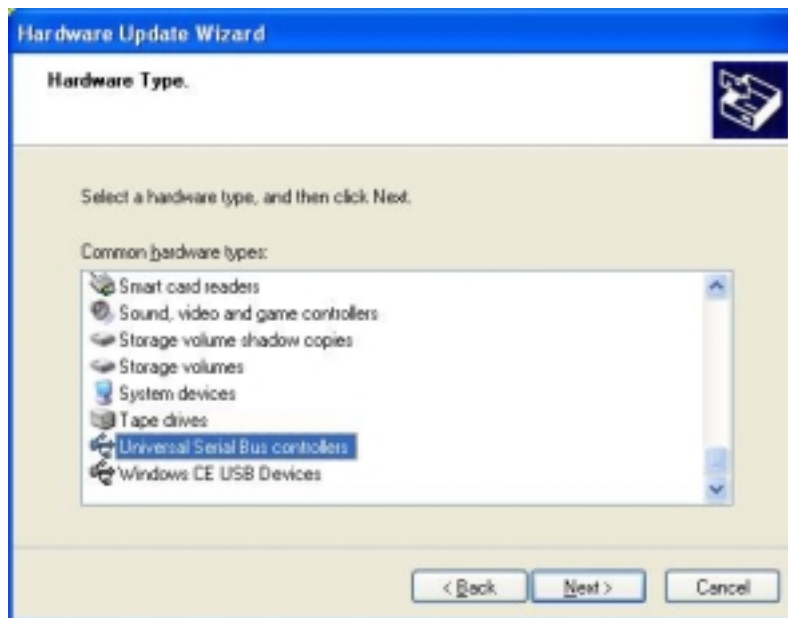 Hardware Update Wizard
Hardware Type.
Select a hardware type, and then click Next.
Common hardware types:
Smart card readers
Sound, video and game controllers
Storage volume shadow copies
Storage volumes
System devices
Tape drives
Universal Serial Bus controllers
Windows CE USB Devices
< Back Next > Cancel